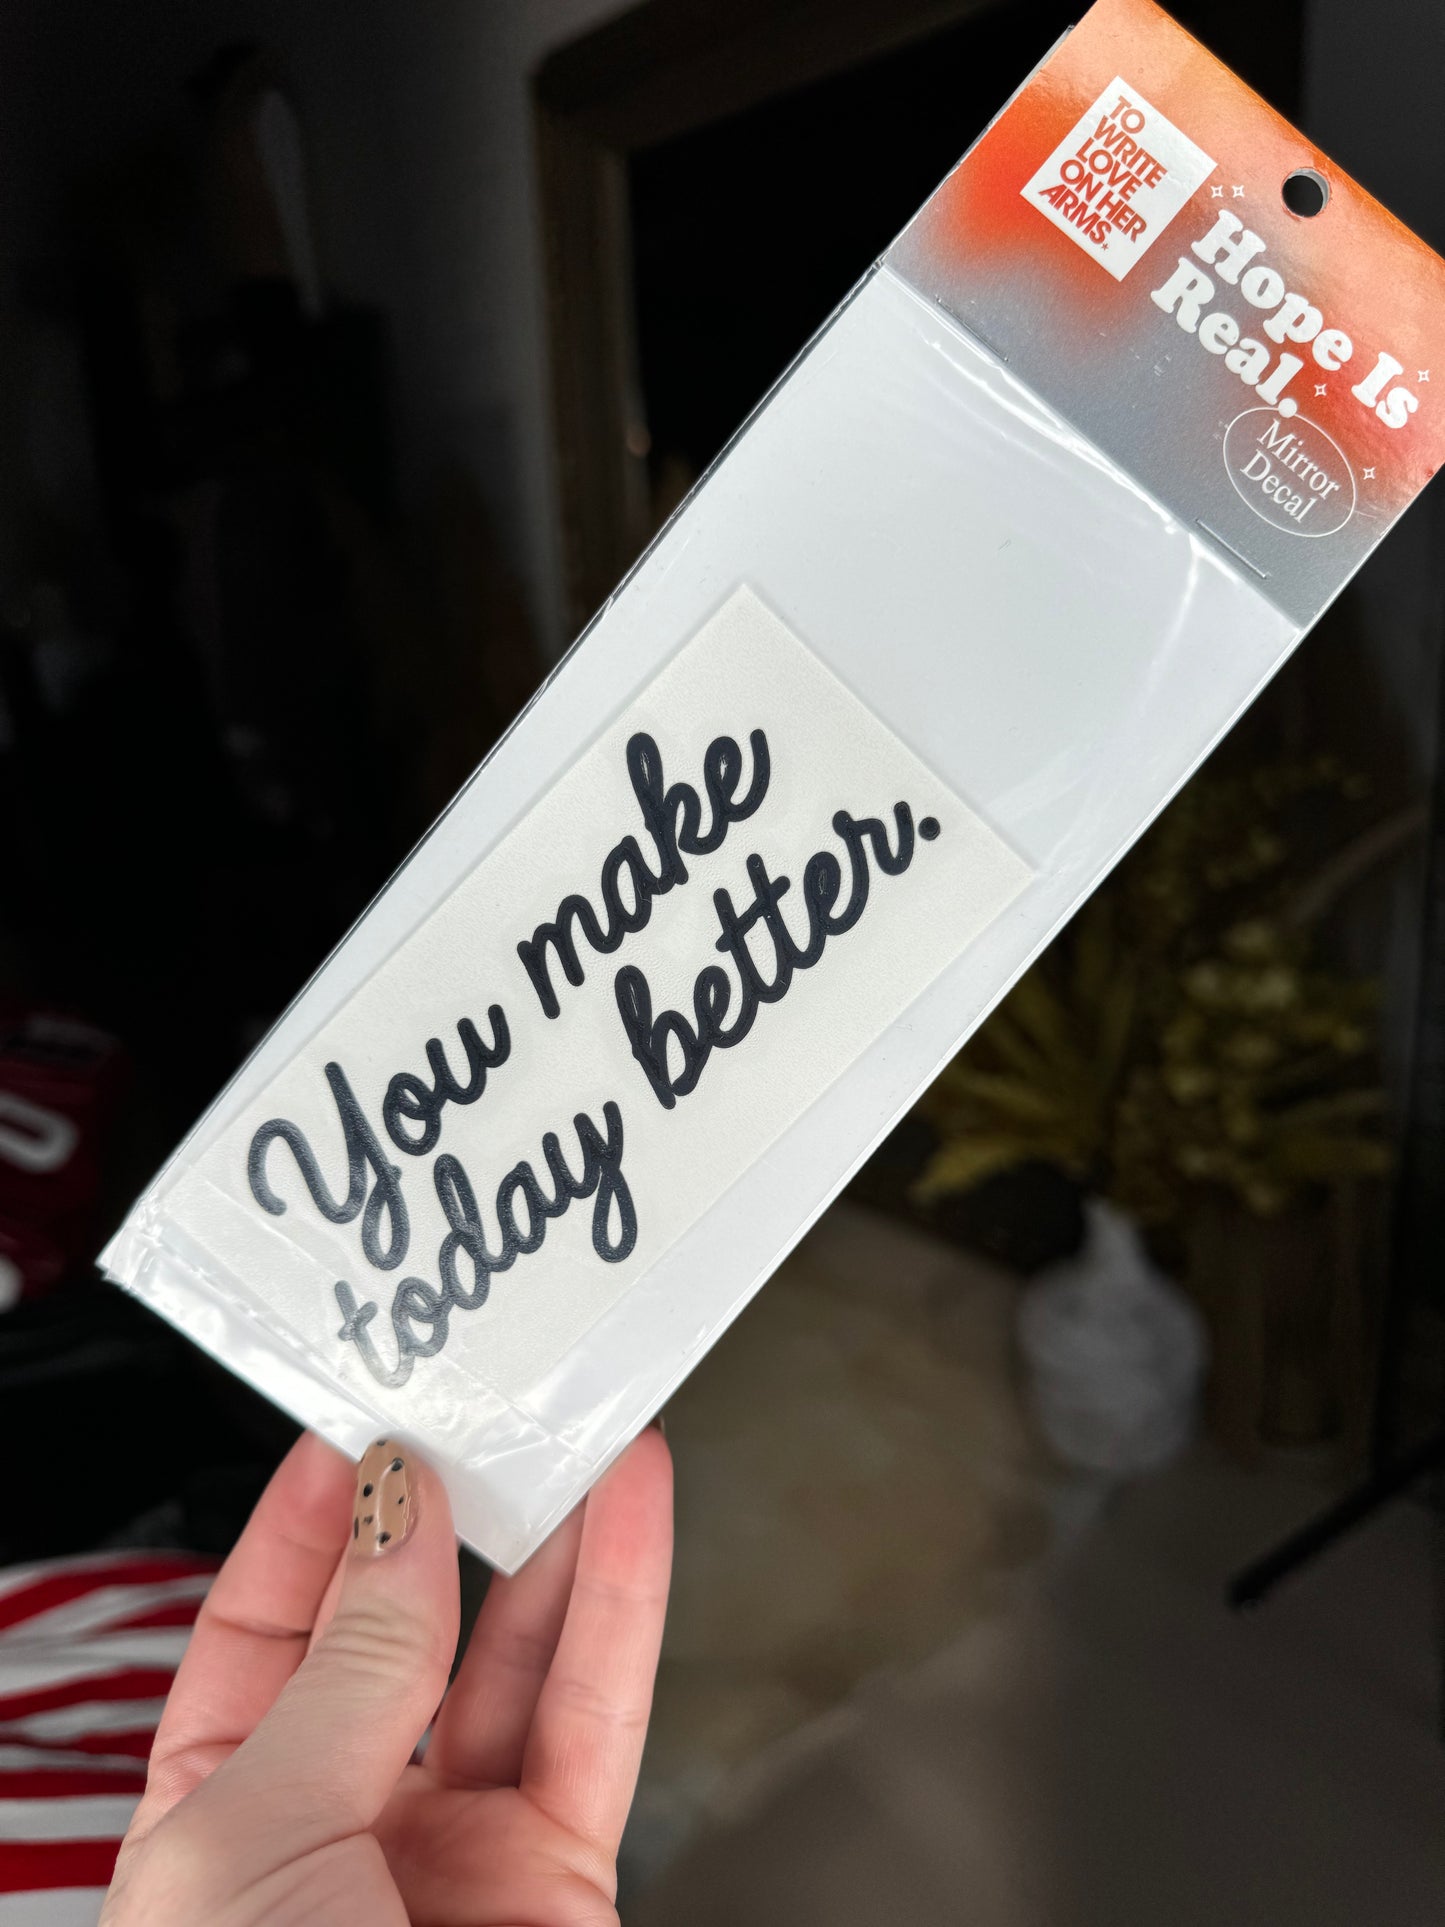 TO
WRITE
LOVE
ON HER
ARMS.
Hope Is
Real.
Mirror
Decal
You make
today better.